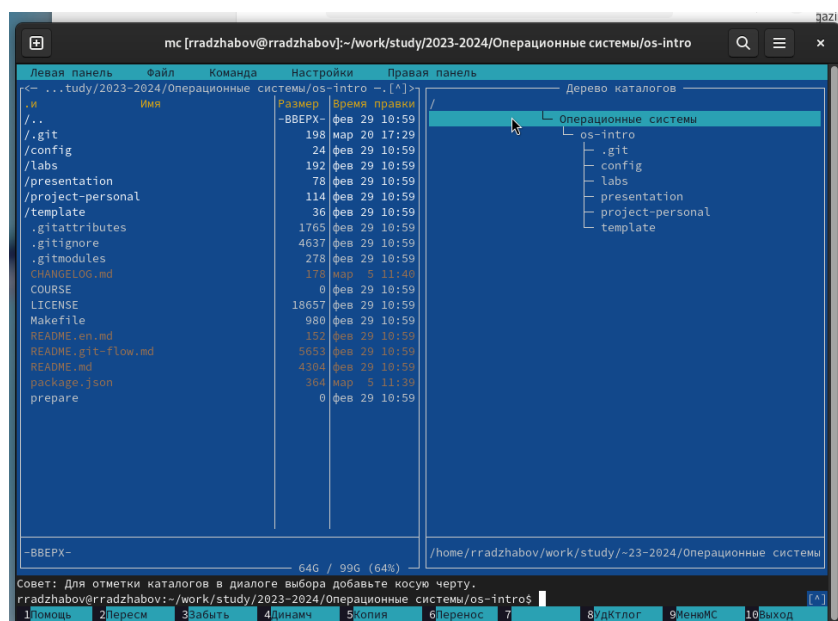 qazi
mc [rradzhabov@rradzhabov]:~/work/study/2023-2024/Операционные системы/os-intro
Левая панель Файл Команда Настройки Правая панель
<— ...tudy/2023-2024/Операционные системы/os-intro —.[^]>
.и Имя Размер Время правки
/.. -ВВЕРХ- фев 29 10:59
/.git 198 мар 20 17:29
/config 24 фев 29 10:59
/labs 192 фев 29 10:59
/presentation 78 фев 29 10:59
/project-personal 114 фев 29 10:59
/template 36 фев 29 10:59
.gitattributes 1765 фев 29 10:59
.gitignore 4637 фев 29 10:59
.gitmodules 278 фев 29 10:59
CHANGELOG.md 178 мар 5 11:40
COURSE 0 фев 29 10:59
LICENSE 18657 фев 29 10:59
Makefile 980 фев 29 10:59
README.en.md 152 фев 29 10:59
README.git-flow.md 5653 фев 29 10:59
README.md 4304 фев 29 10:59
package.json 364 мар 5 11:39
prepare 0 фев 29 10:59
-ВВЕРХ-
64G / 99G (64%)
Дерево каталогов
/
Операционные системы
os-intro
.git
config
labs
presentation
project-personal
template
/home/rradzhabov/work/study/~23-2024/Операционные системы
Совет: Для отметки каталогов в диалоге выбора добавьте косую черту.
rradzhabov@rradzhabov:~/work/study/2023-2024/Операционные системы/os-intro$ [^]
1Помощь 2Пересм 3Забыть 4Динамч 5Копия 6Перенос 7 8УдКтлог 9МенюMC 10Выход